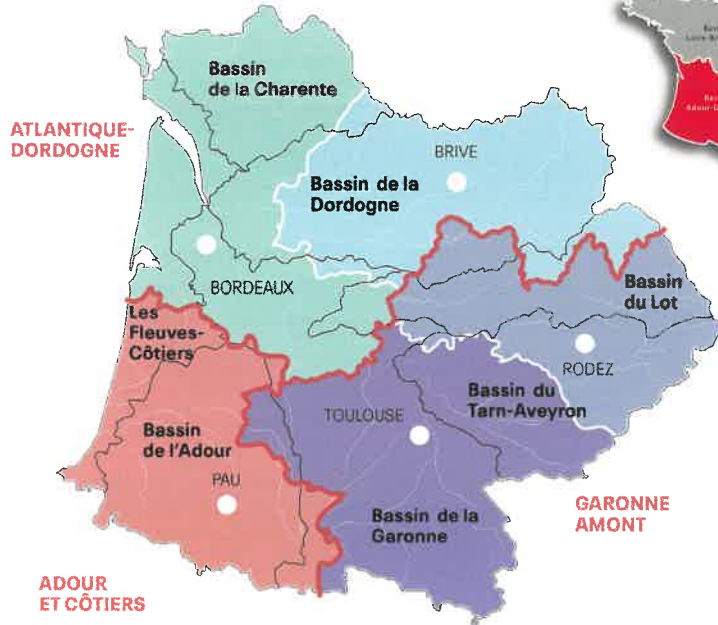 Bassin
de la Charente
ATLANTIQUE-
DORDOGNE
BRIVE
Bassin de la
Dordogne
BORDEAUX
Bassin
du Lot
Les
Fleuves-
Côtiers
RODEZ
Bassin du
Tarn-Aveyron
TOULOUSE
Bassin
de l'Adour
PAU
Bassin de la
Garonne
GARONNE
AMONT
ADOUR
ET CÔTIERS